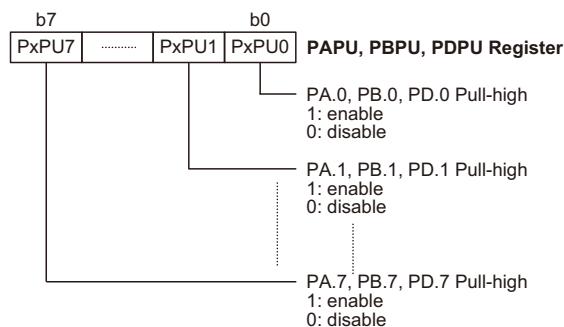 b7 b0
PxPU7 PxPU1 PxPU0 PAPU, PBPU, PDPU Register
PA.0, PB.0, PD.0 Pull-high
1: enable
0: disable
PA.1, PB.1, PD.1 Pull-high
1: enable
0: disable
PA.7, PB.7, PD.7 Pull-high
1: enable
0: disable